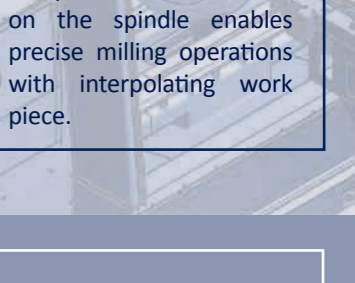 on the spindle enables
precise milling operations
with interpolating work
piece.